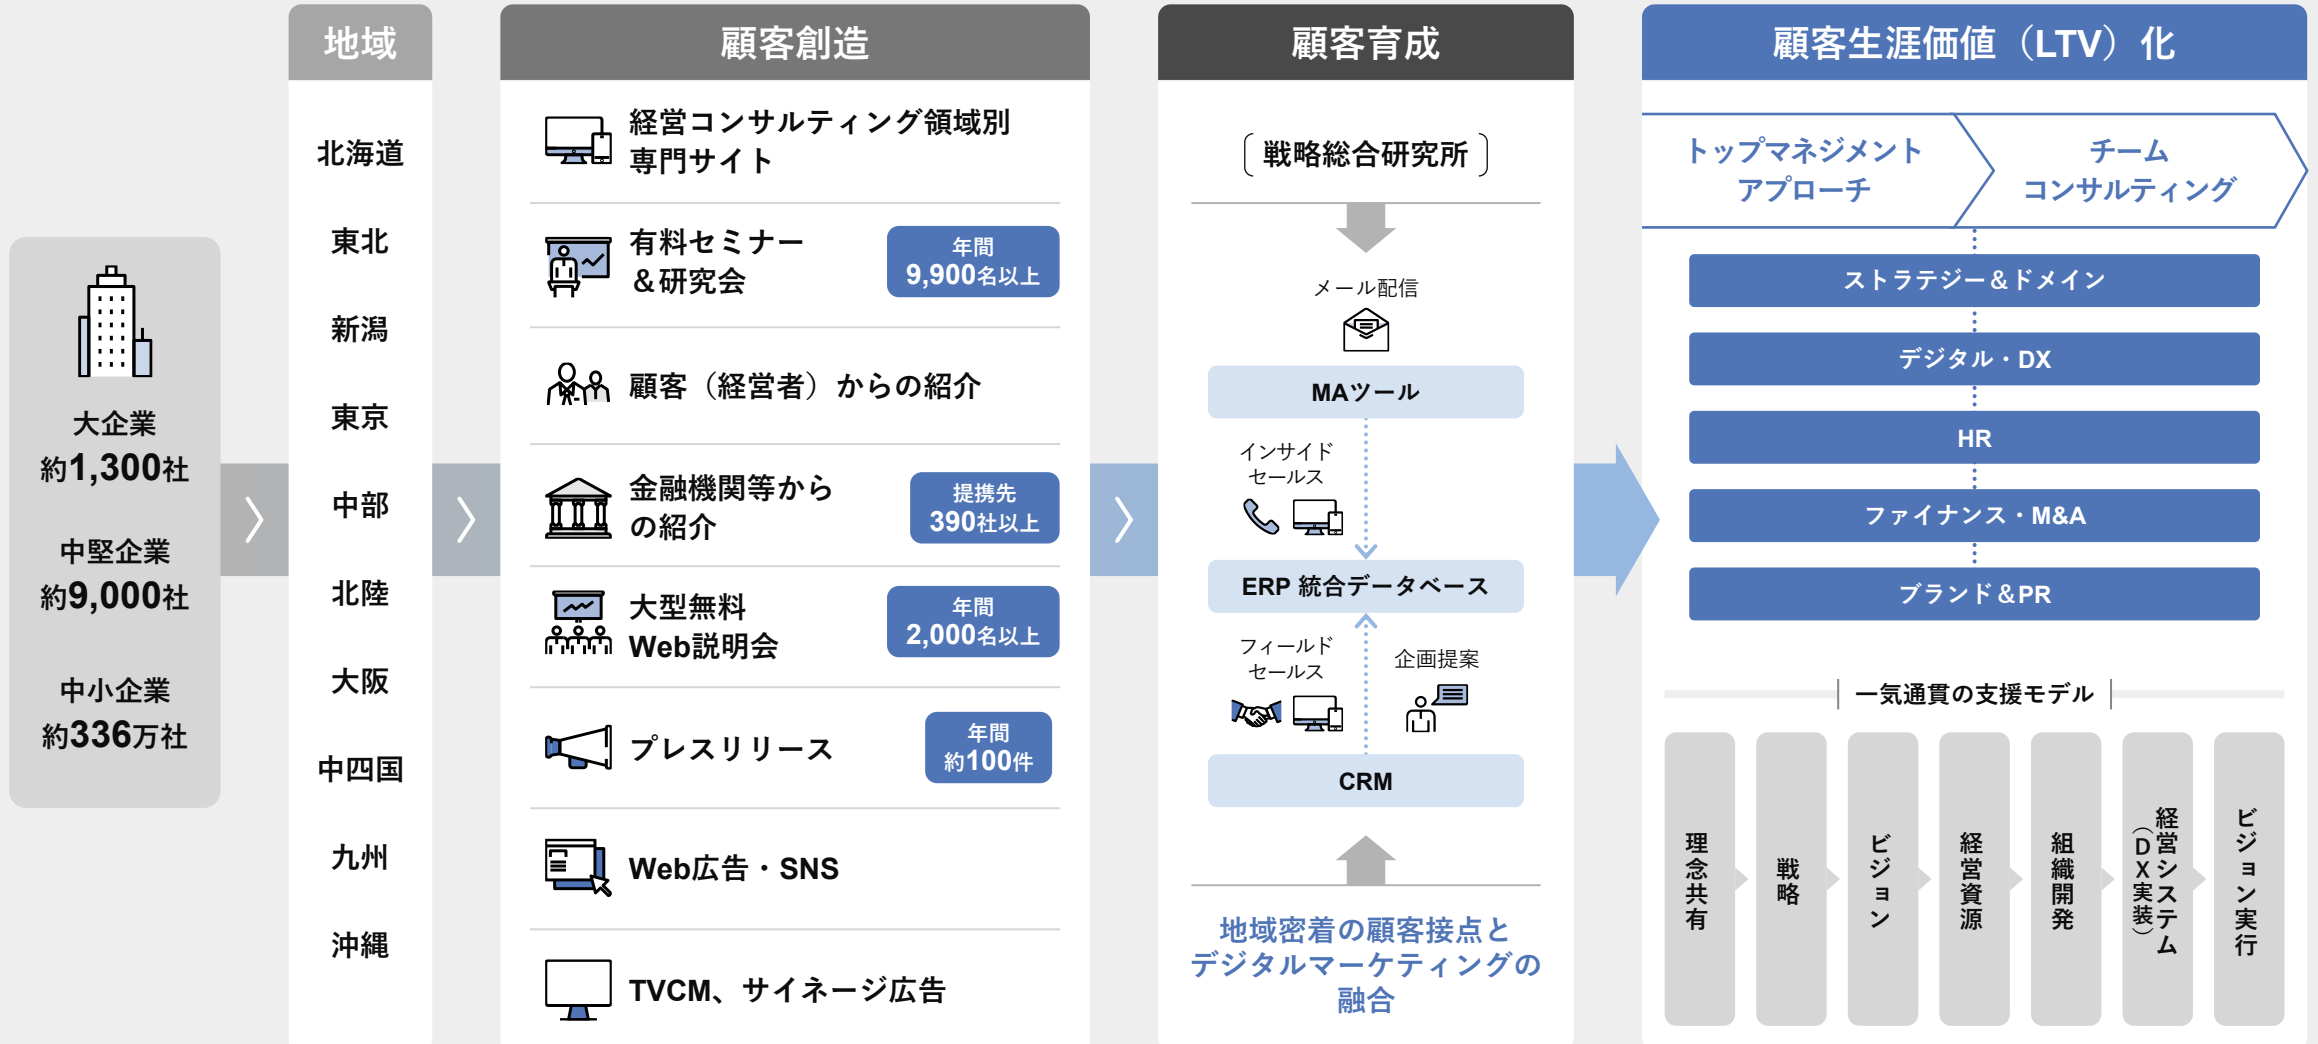 大企業
約1,300社
中堅企業
約9,000社
中小企業
約336万社
地域
北海道
東北
新潟
東京
中部
北陸
大阪
中四国
九州
沖縄
顧客創造
経営コンサルティング領域別
専門サイト
有料セミナー
＆研究会
年間
9,900名以上
顧客（経営者）からの紹介
金融機関等から
の紹介
提携先
390社以上
大型無料
Web説明会
年間
2,000名以上
プレスリリース
年間
約100件
Web広告・SNS
TVCM、サイネージ広告
顧客育成
戦略総合研究所
メール配信
MAツール
インサイド
セールス
ERP 統合データベース
フィールド
セールス
企画提案
CRM
地域密着の顧客接点と
デジタルマーケティングの
融合
顧客生涯価値（LTV）化
トップマネジメント
アプローチ
チーム
コンサルティング
ストラテジー＆ドメイン
デジタル・DX
HR
ファイナンス・M&A
ブランド＆PR
一気通貫の支援モデル
理念共有
戦略
ビジョン
経営資源
組織開発
経営システム
（DX実装）
ビジョン実行